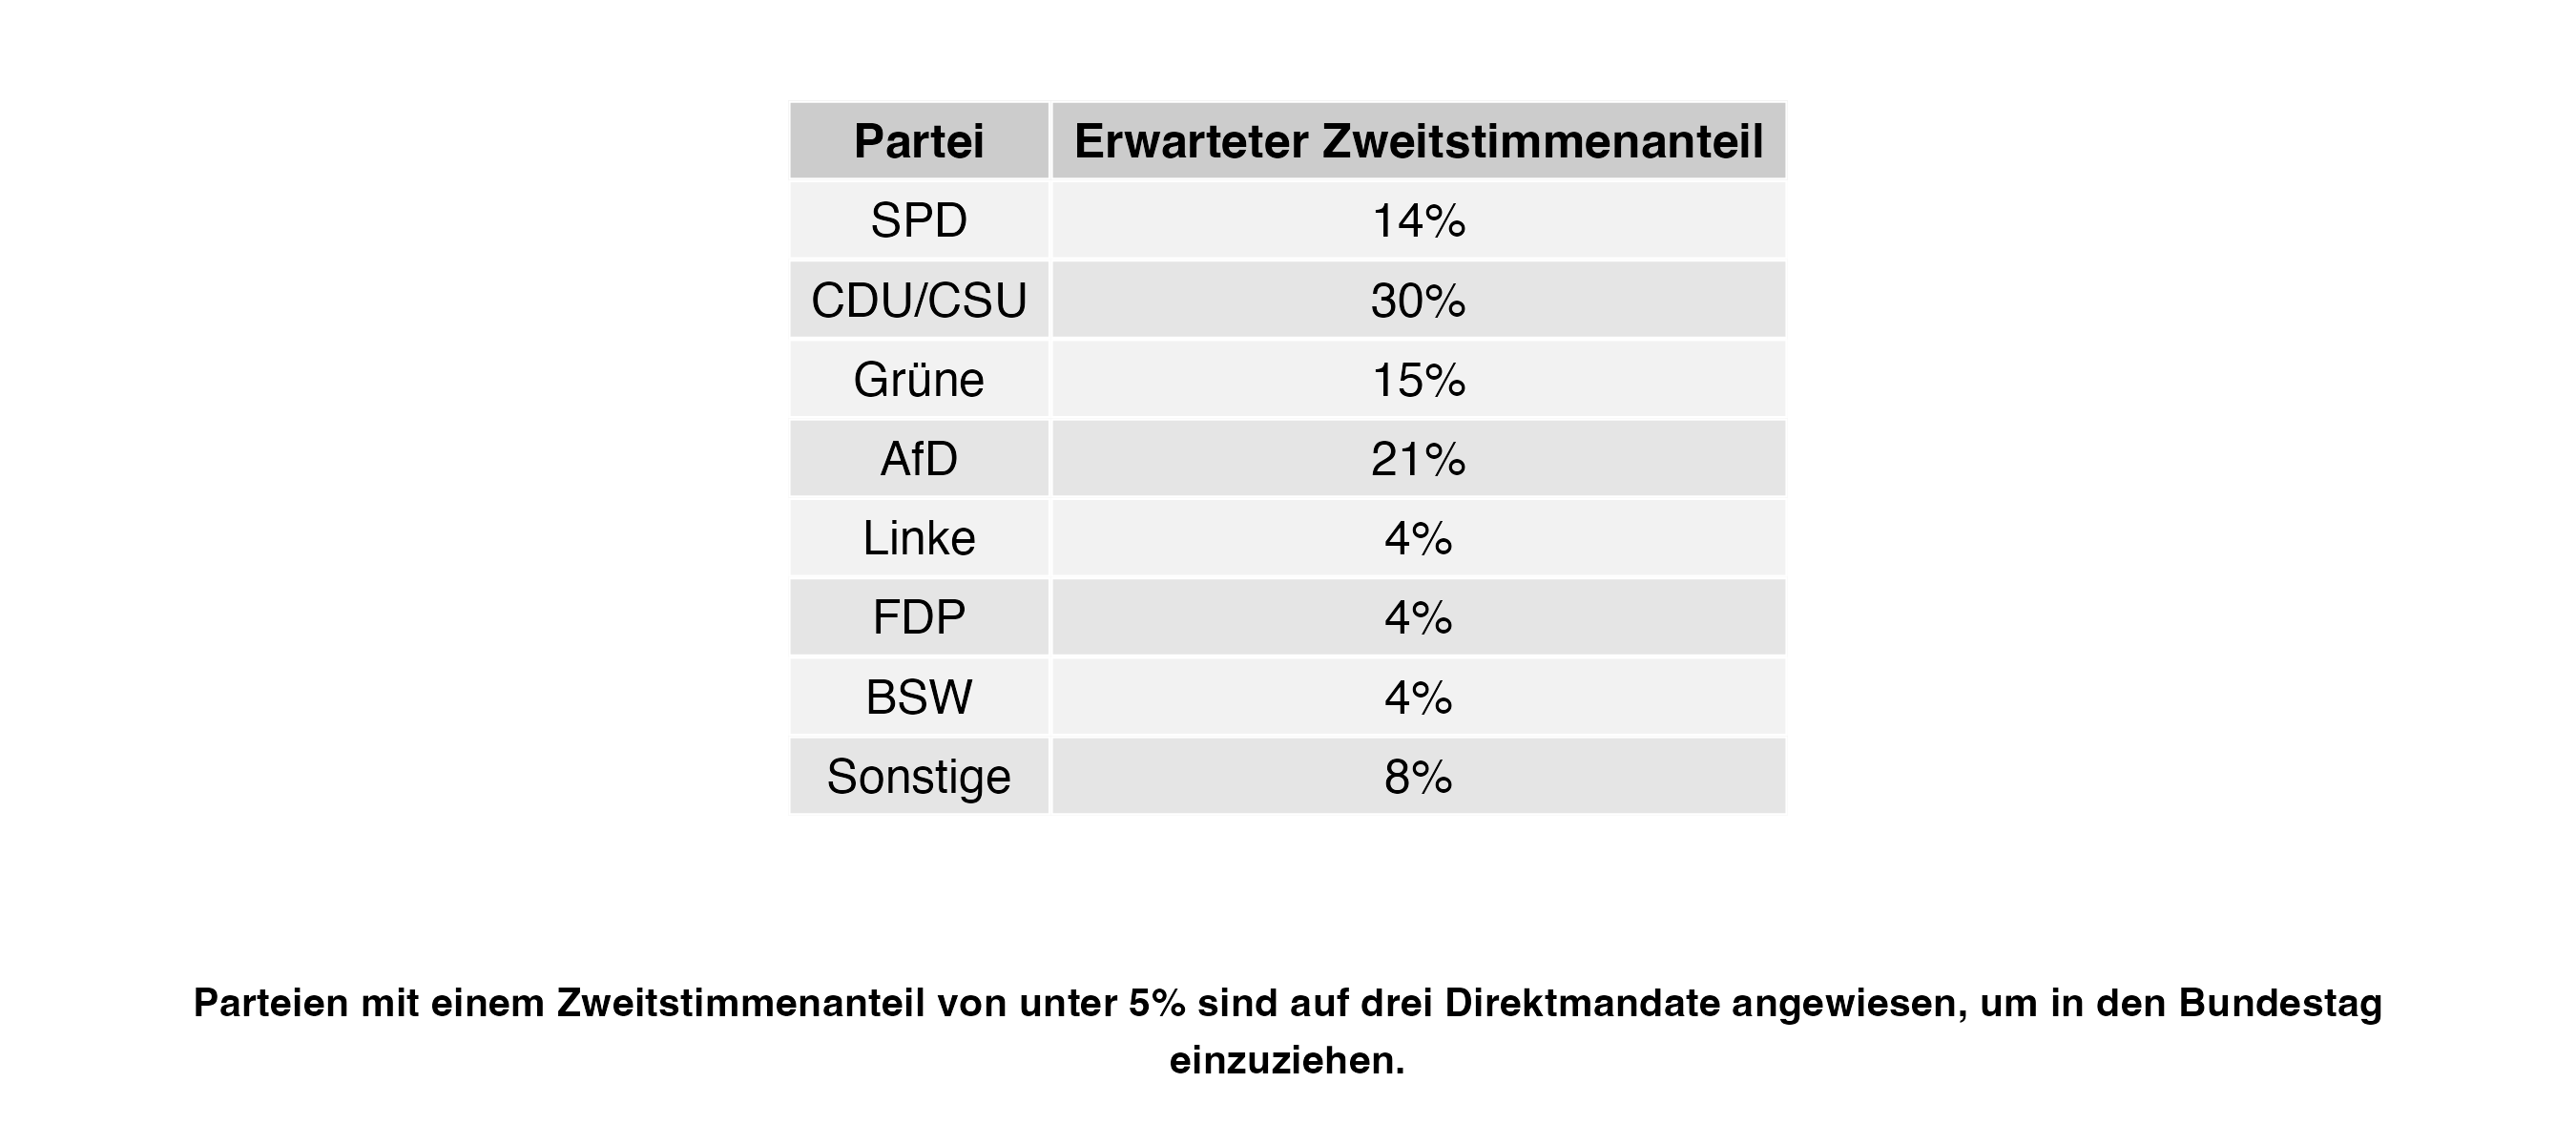 Partei Erwarteter Zweitstimmenanteil
SPD 14%
CDU/CSU 30%
Grüne 15%
AfD 21%
Linke 4%
FDP 4%
BSW 4%
Sonstige 8%
Parteien mit einem Zweitstimmenanteil von unter 5% sind auf drei Direktmandate angewiesen, um in den Bundestag
einzuziehen.